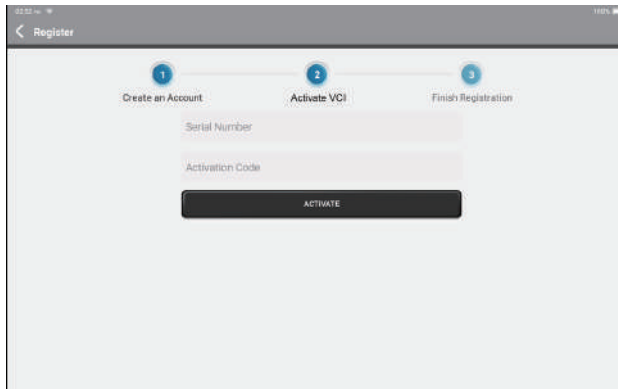 Register
1
2
3
Create an Account
Activate VCI
Finish Registration
Serial Number
Activation Code
ACTIVATE